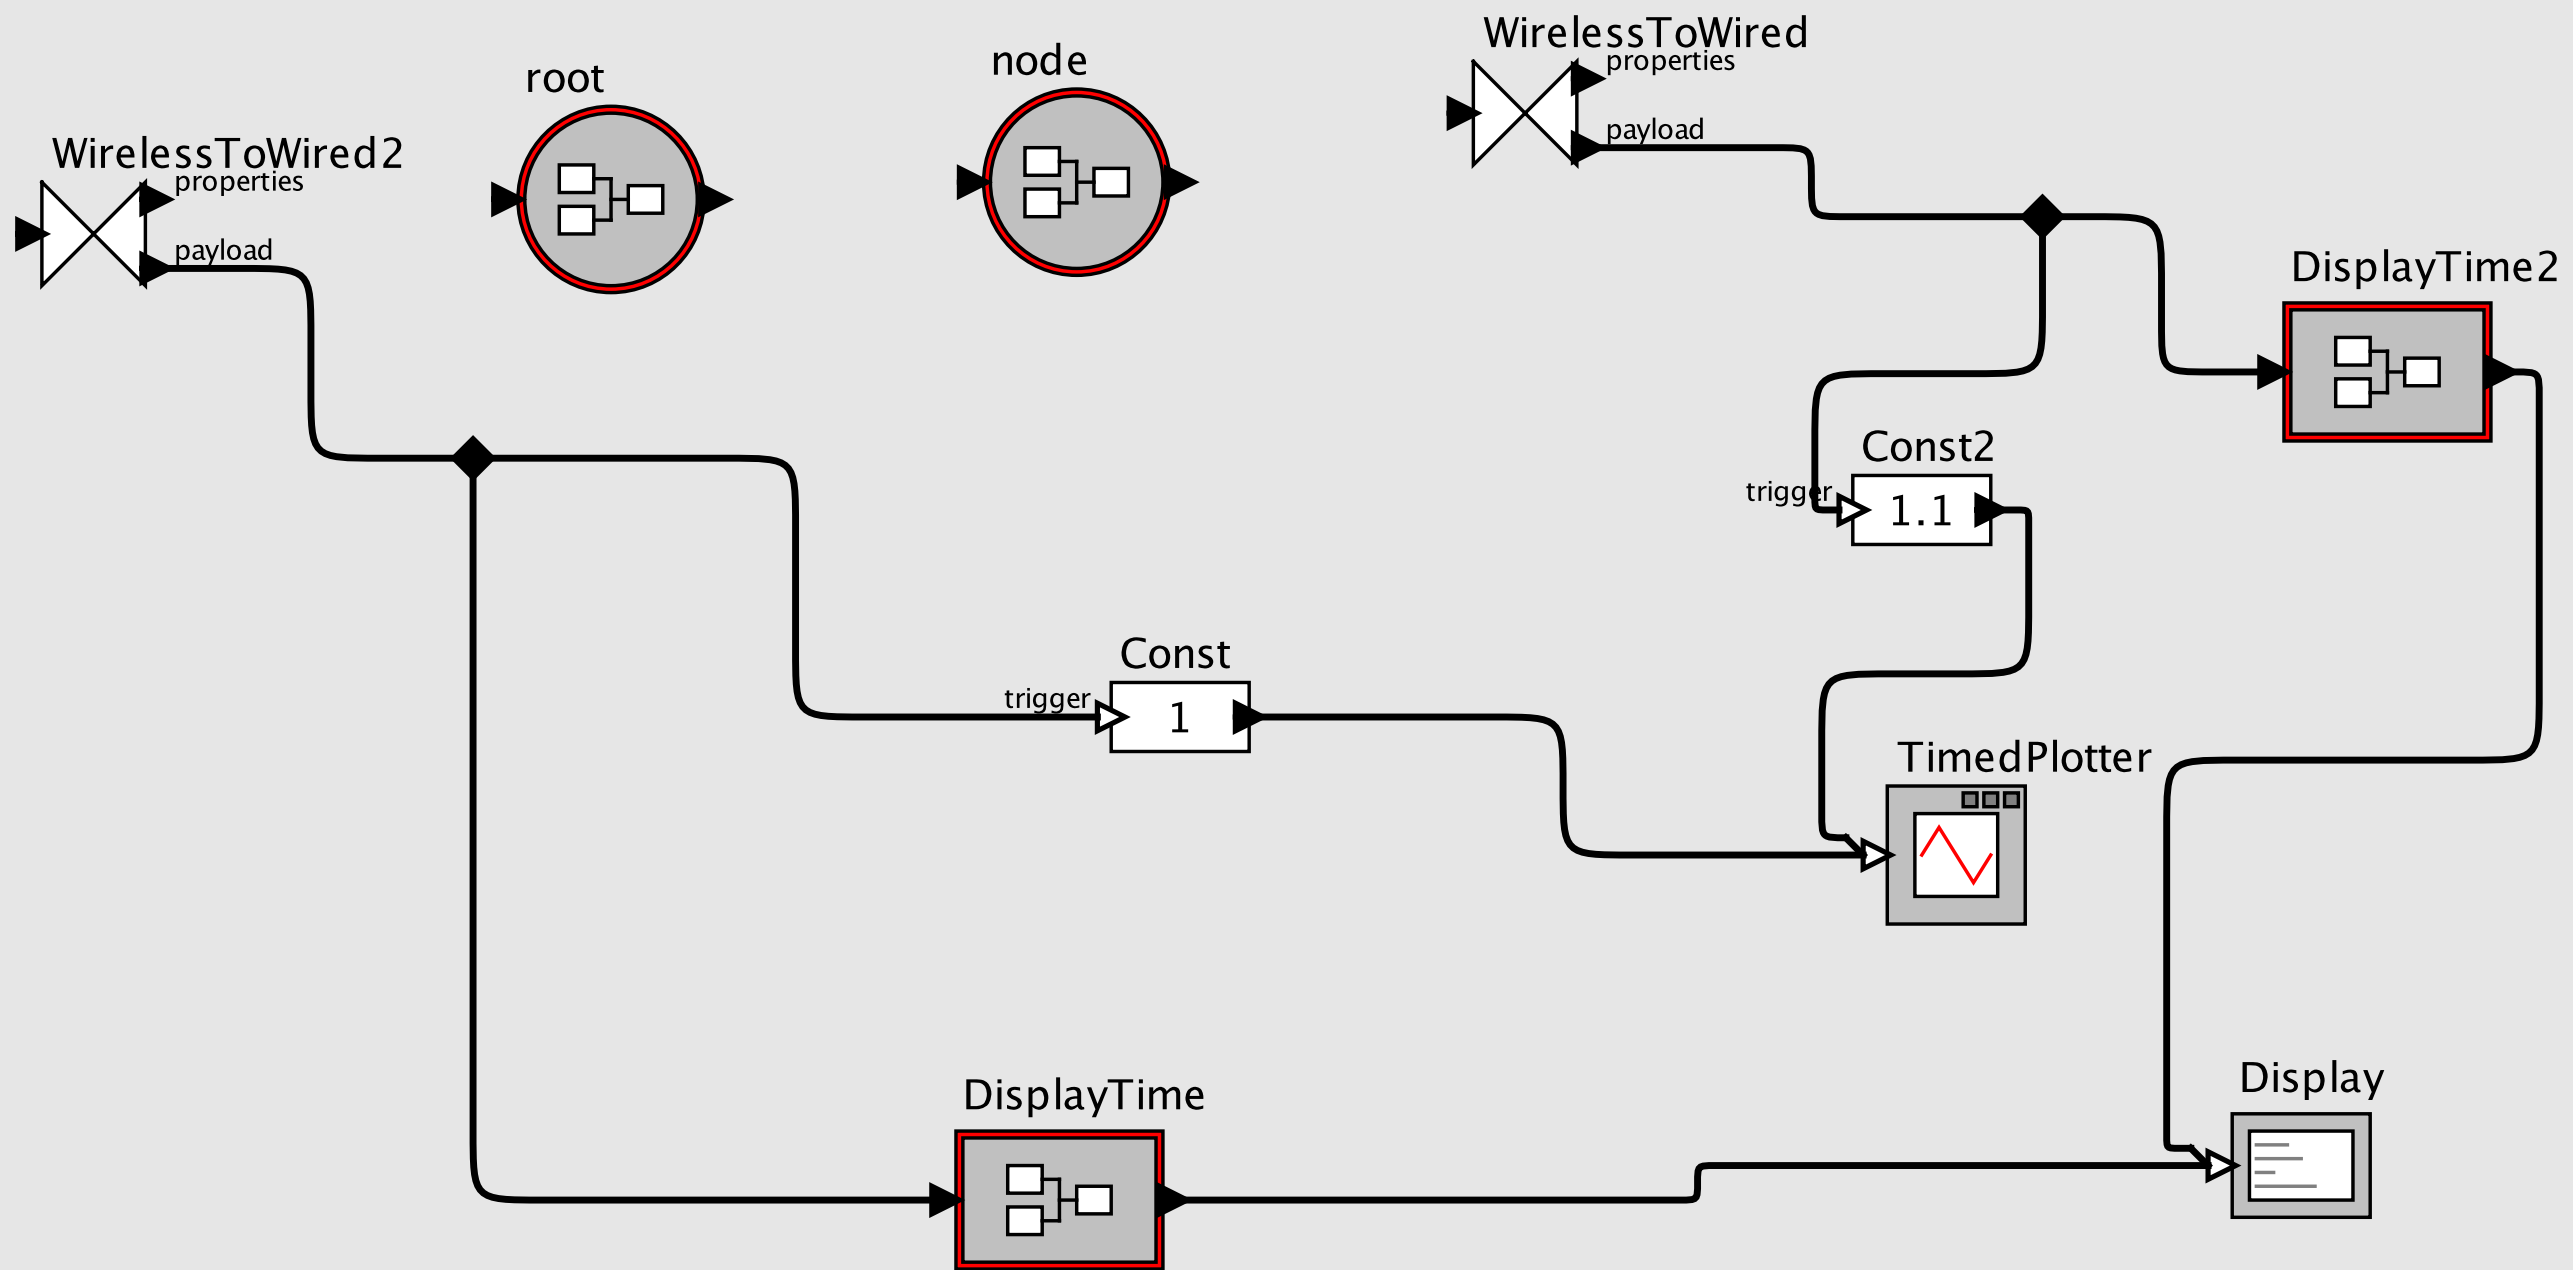 WirelessToWired
properties
payload
node
root
WirelessToWired2
properties
payload
DisplayTime2
Const2
trigger
1.1
Const
trigger
1
TimedPlotter
Display
DisplayTime